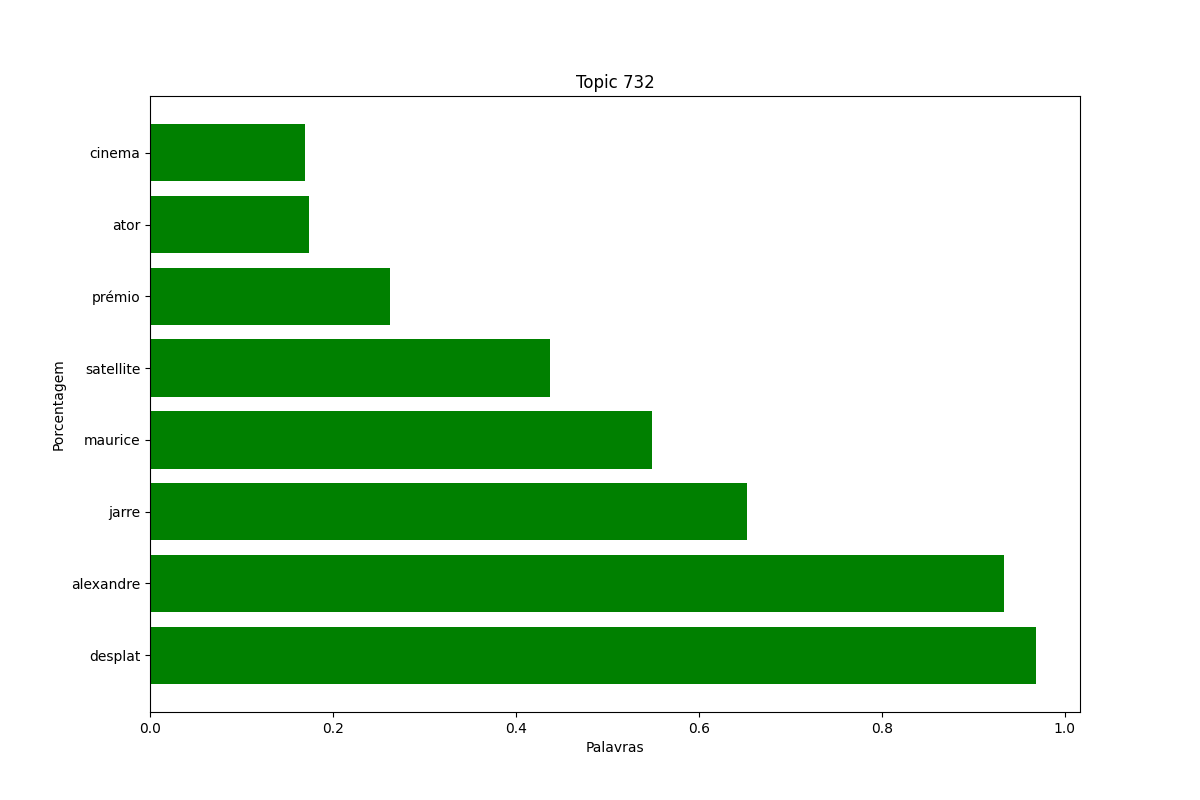 Topic 732
Porcentagem
cinema
ator
prémio
satellite
maurice
jarre
alexandre
desplat
0.0 0.2 0.4 0.6 0.8 1.0
Palavras